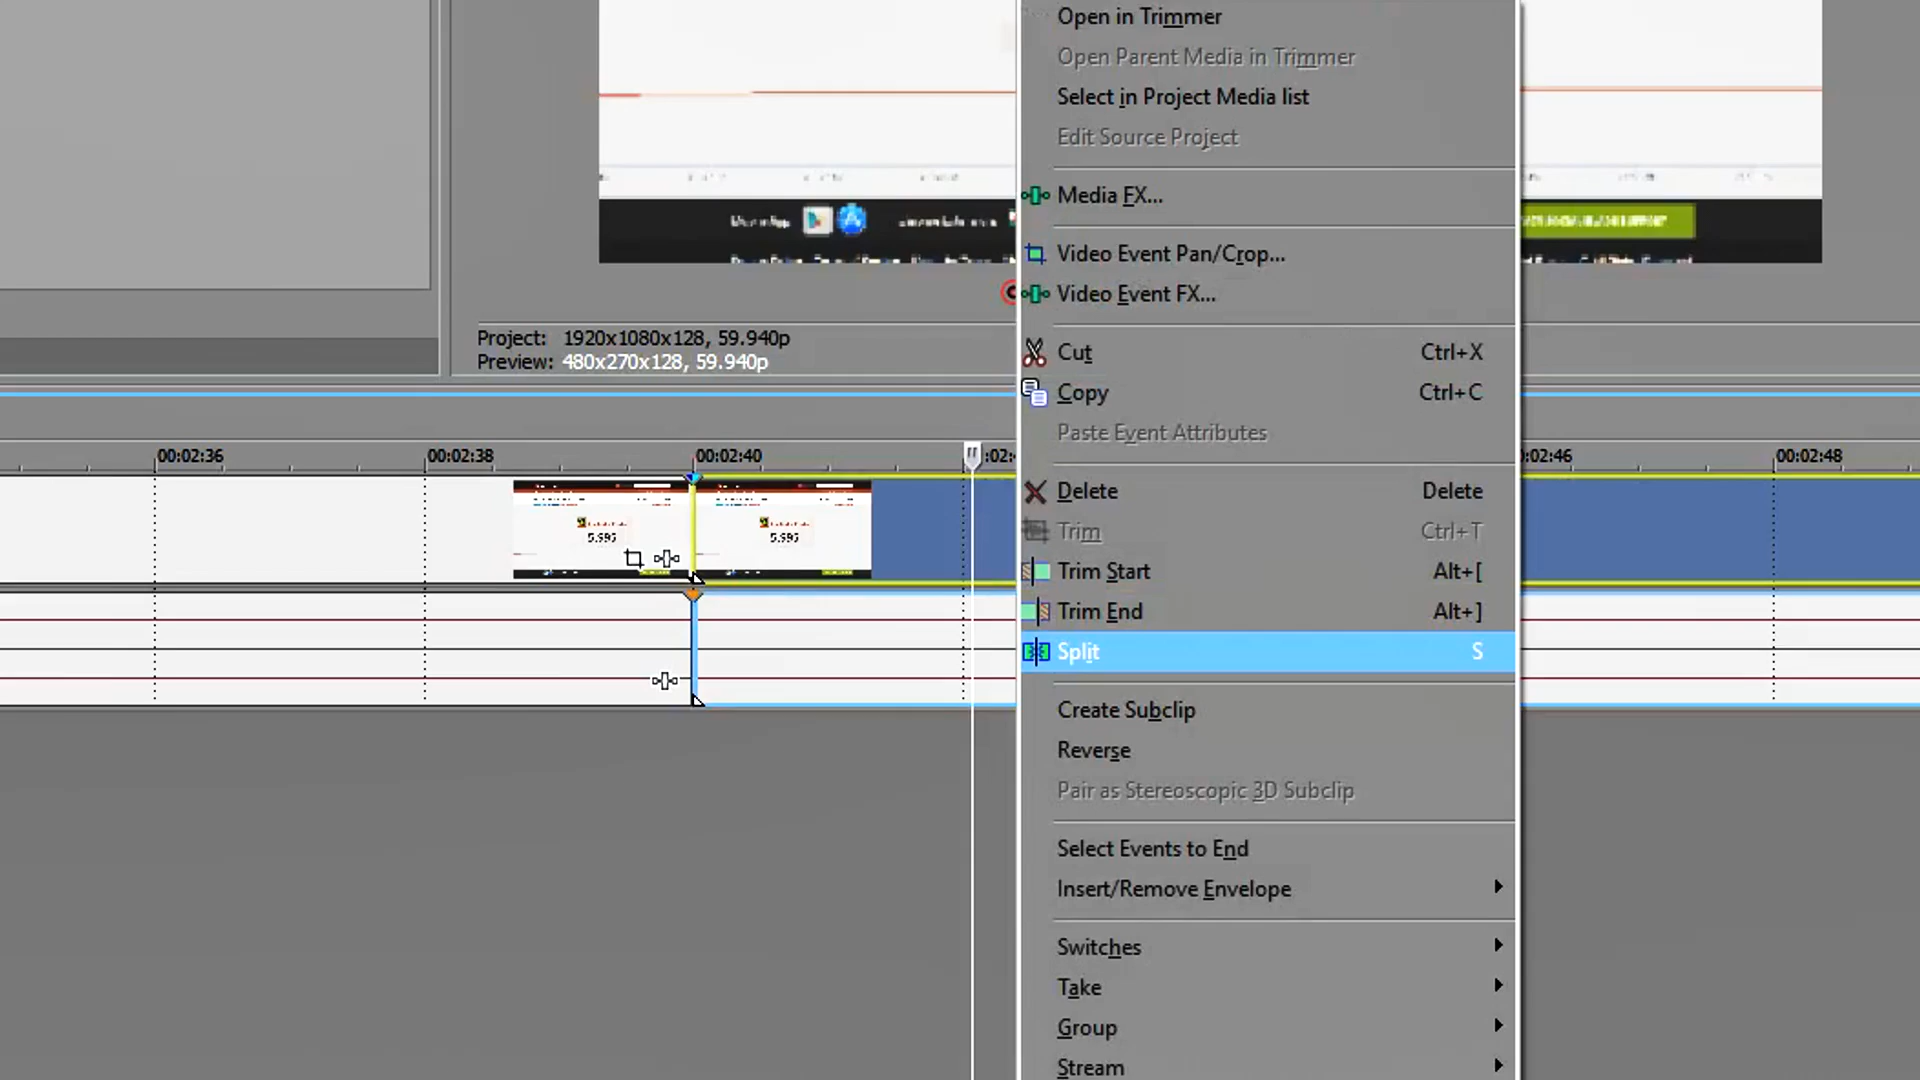 Open in Trimmer
Open Parent Media in Trimmer
Select in Project Media list
Edit Source Project
Media FX...
Video Event Pan/Crop...
Video Event FX...
Project: 1920x1080x128, 59.940p
Preview: 480x270x128, 59.940p
Cut Ctrl+X
Copy Ctrl+C
Paste Event Attributes
00:02:36 00:02:38 00:02:40 00:02:48
Delete Delete
Trim Ctrl+T
5.995 5.995
Trim Start Alt+[
Trim End Alt+]
Split S
Create Subclip
Reverse
Pair as Stereoscopic 3D Subclip
Select Events to End
Insert/Remove Envelope
Switches
Take
Group
Stream